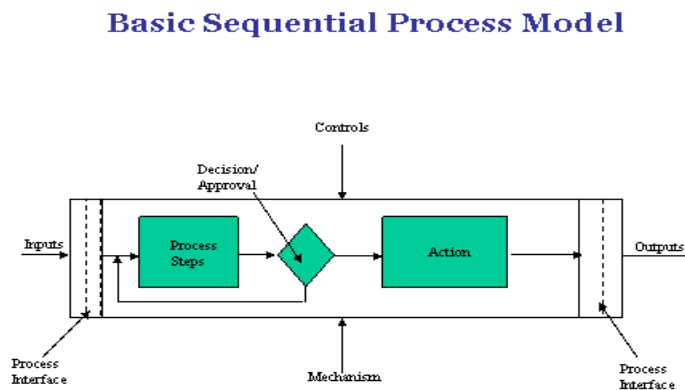 Basic Sequential Process Model
Controls
Decision/
Approval
Inputs
Process
Steps
Action
Outputs
Process
Interface
Mechanism
Process
Interface